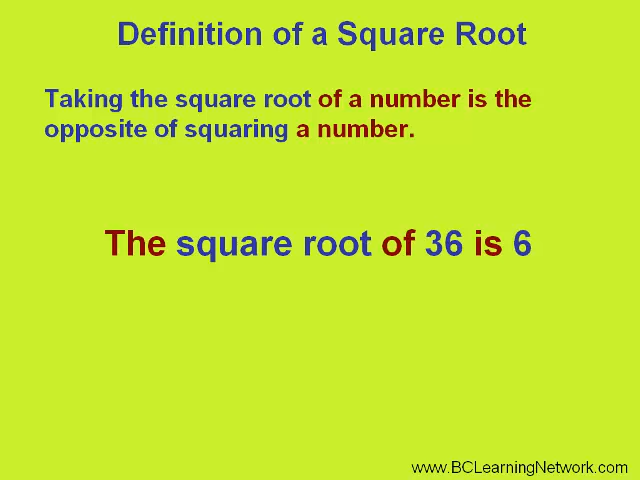 Definition of a Square Root
Taking the square root of a number is the
opposite of squaring a number.
The square root of 36 is 6
www.BCLearningNetwork.com